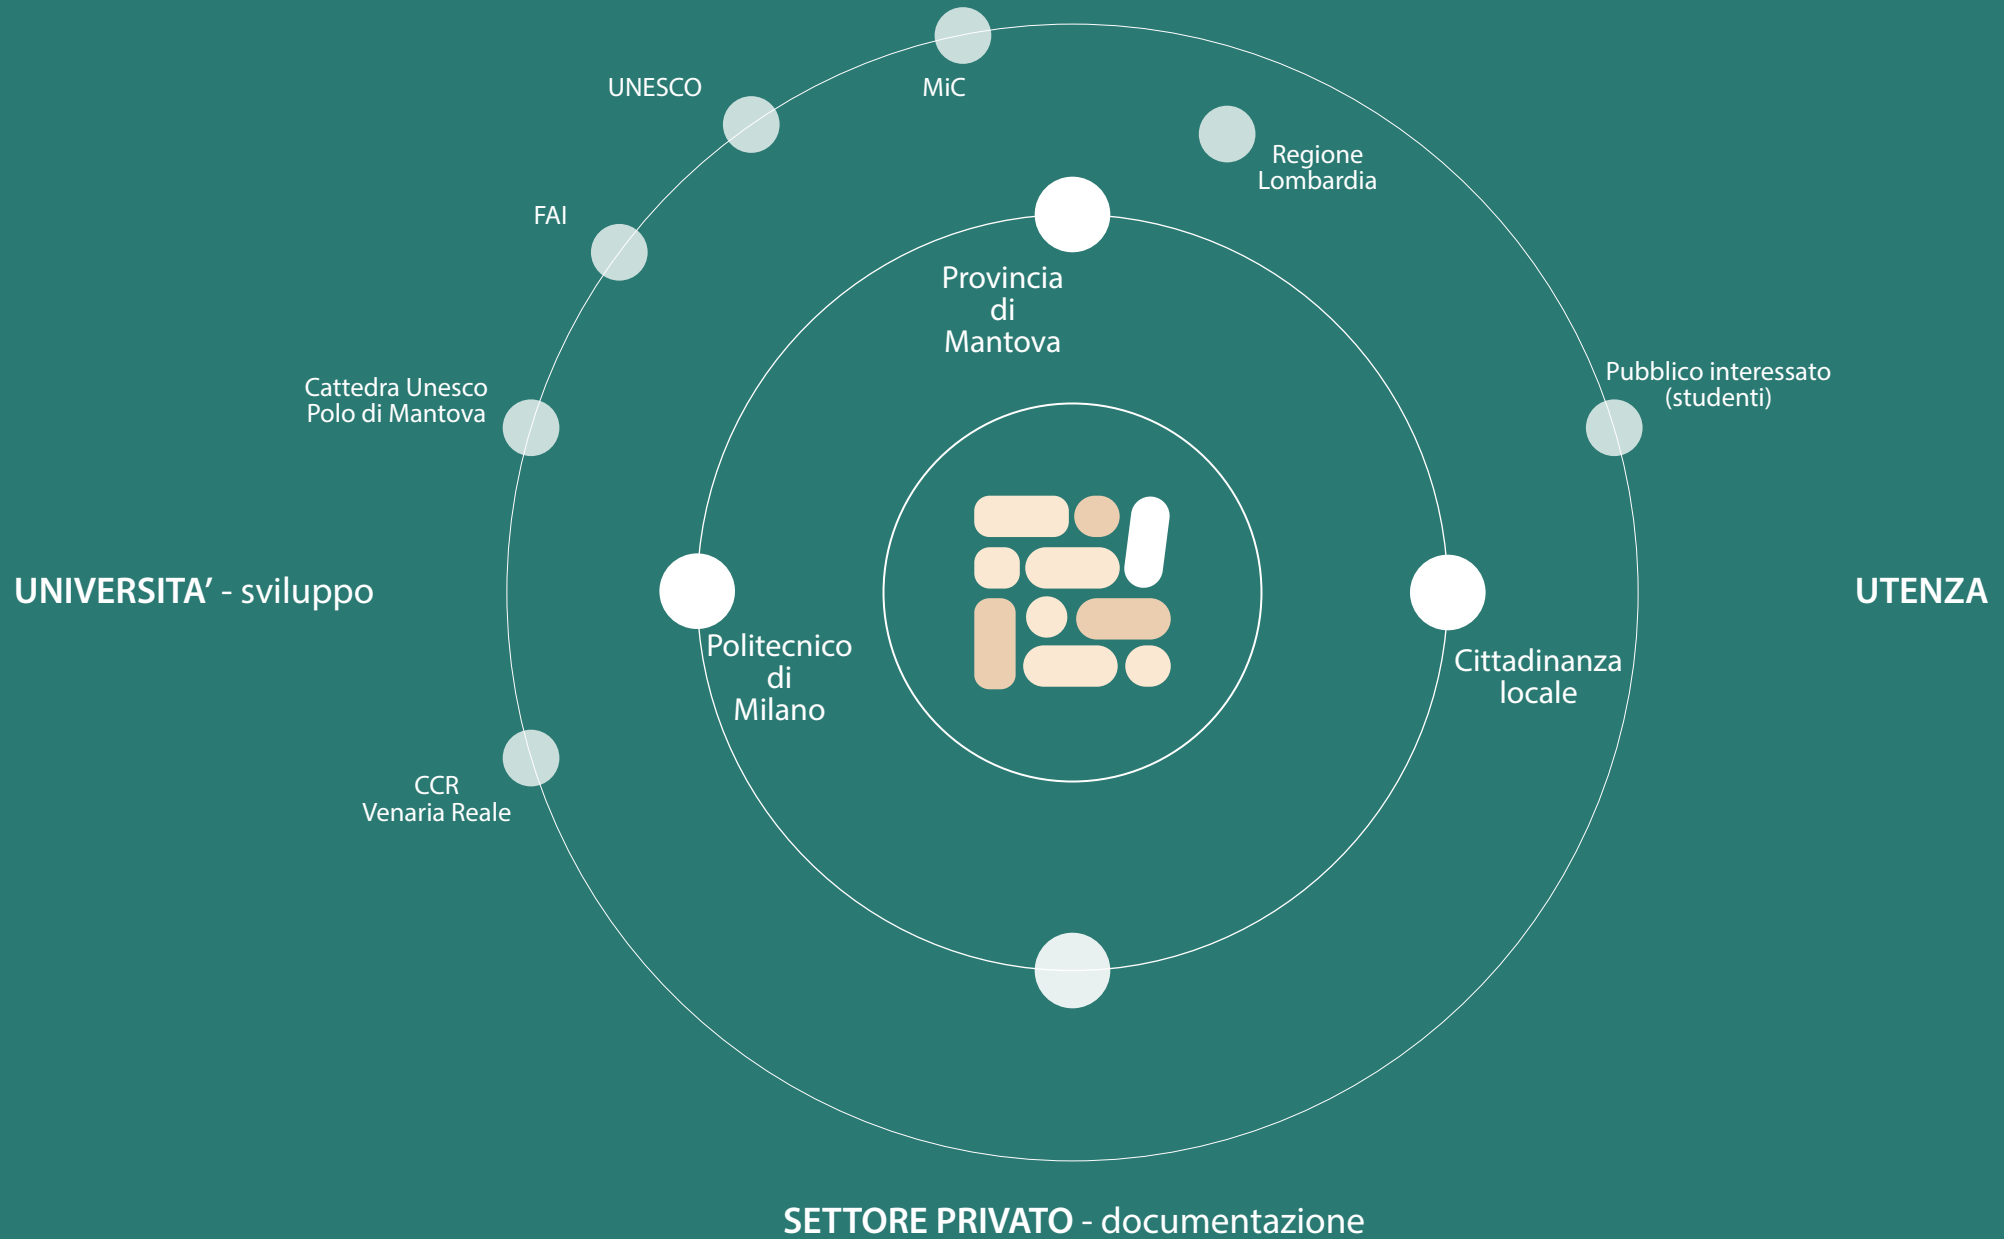 UNESCO
MiC
Regione
Lombardia
FAI
Provincia
di
Mantova
Cattedra Unesco
Polo di Mantova
Pubblico interessato
(studenti)
UNIVERSITA’ - sviluppo
UTENZA
Politecnico
di
Milano
Cittadinanza
locale
CCR
Venaria Reale
SETTORE PRIVATO - documentazione